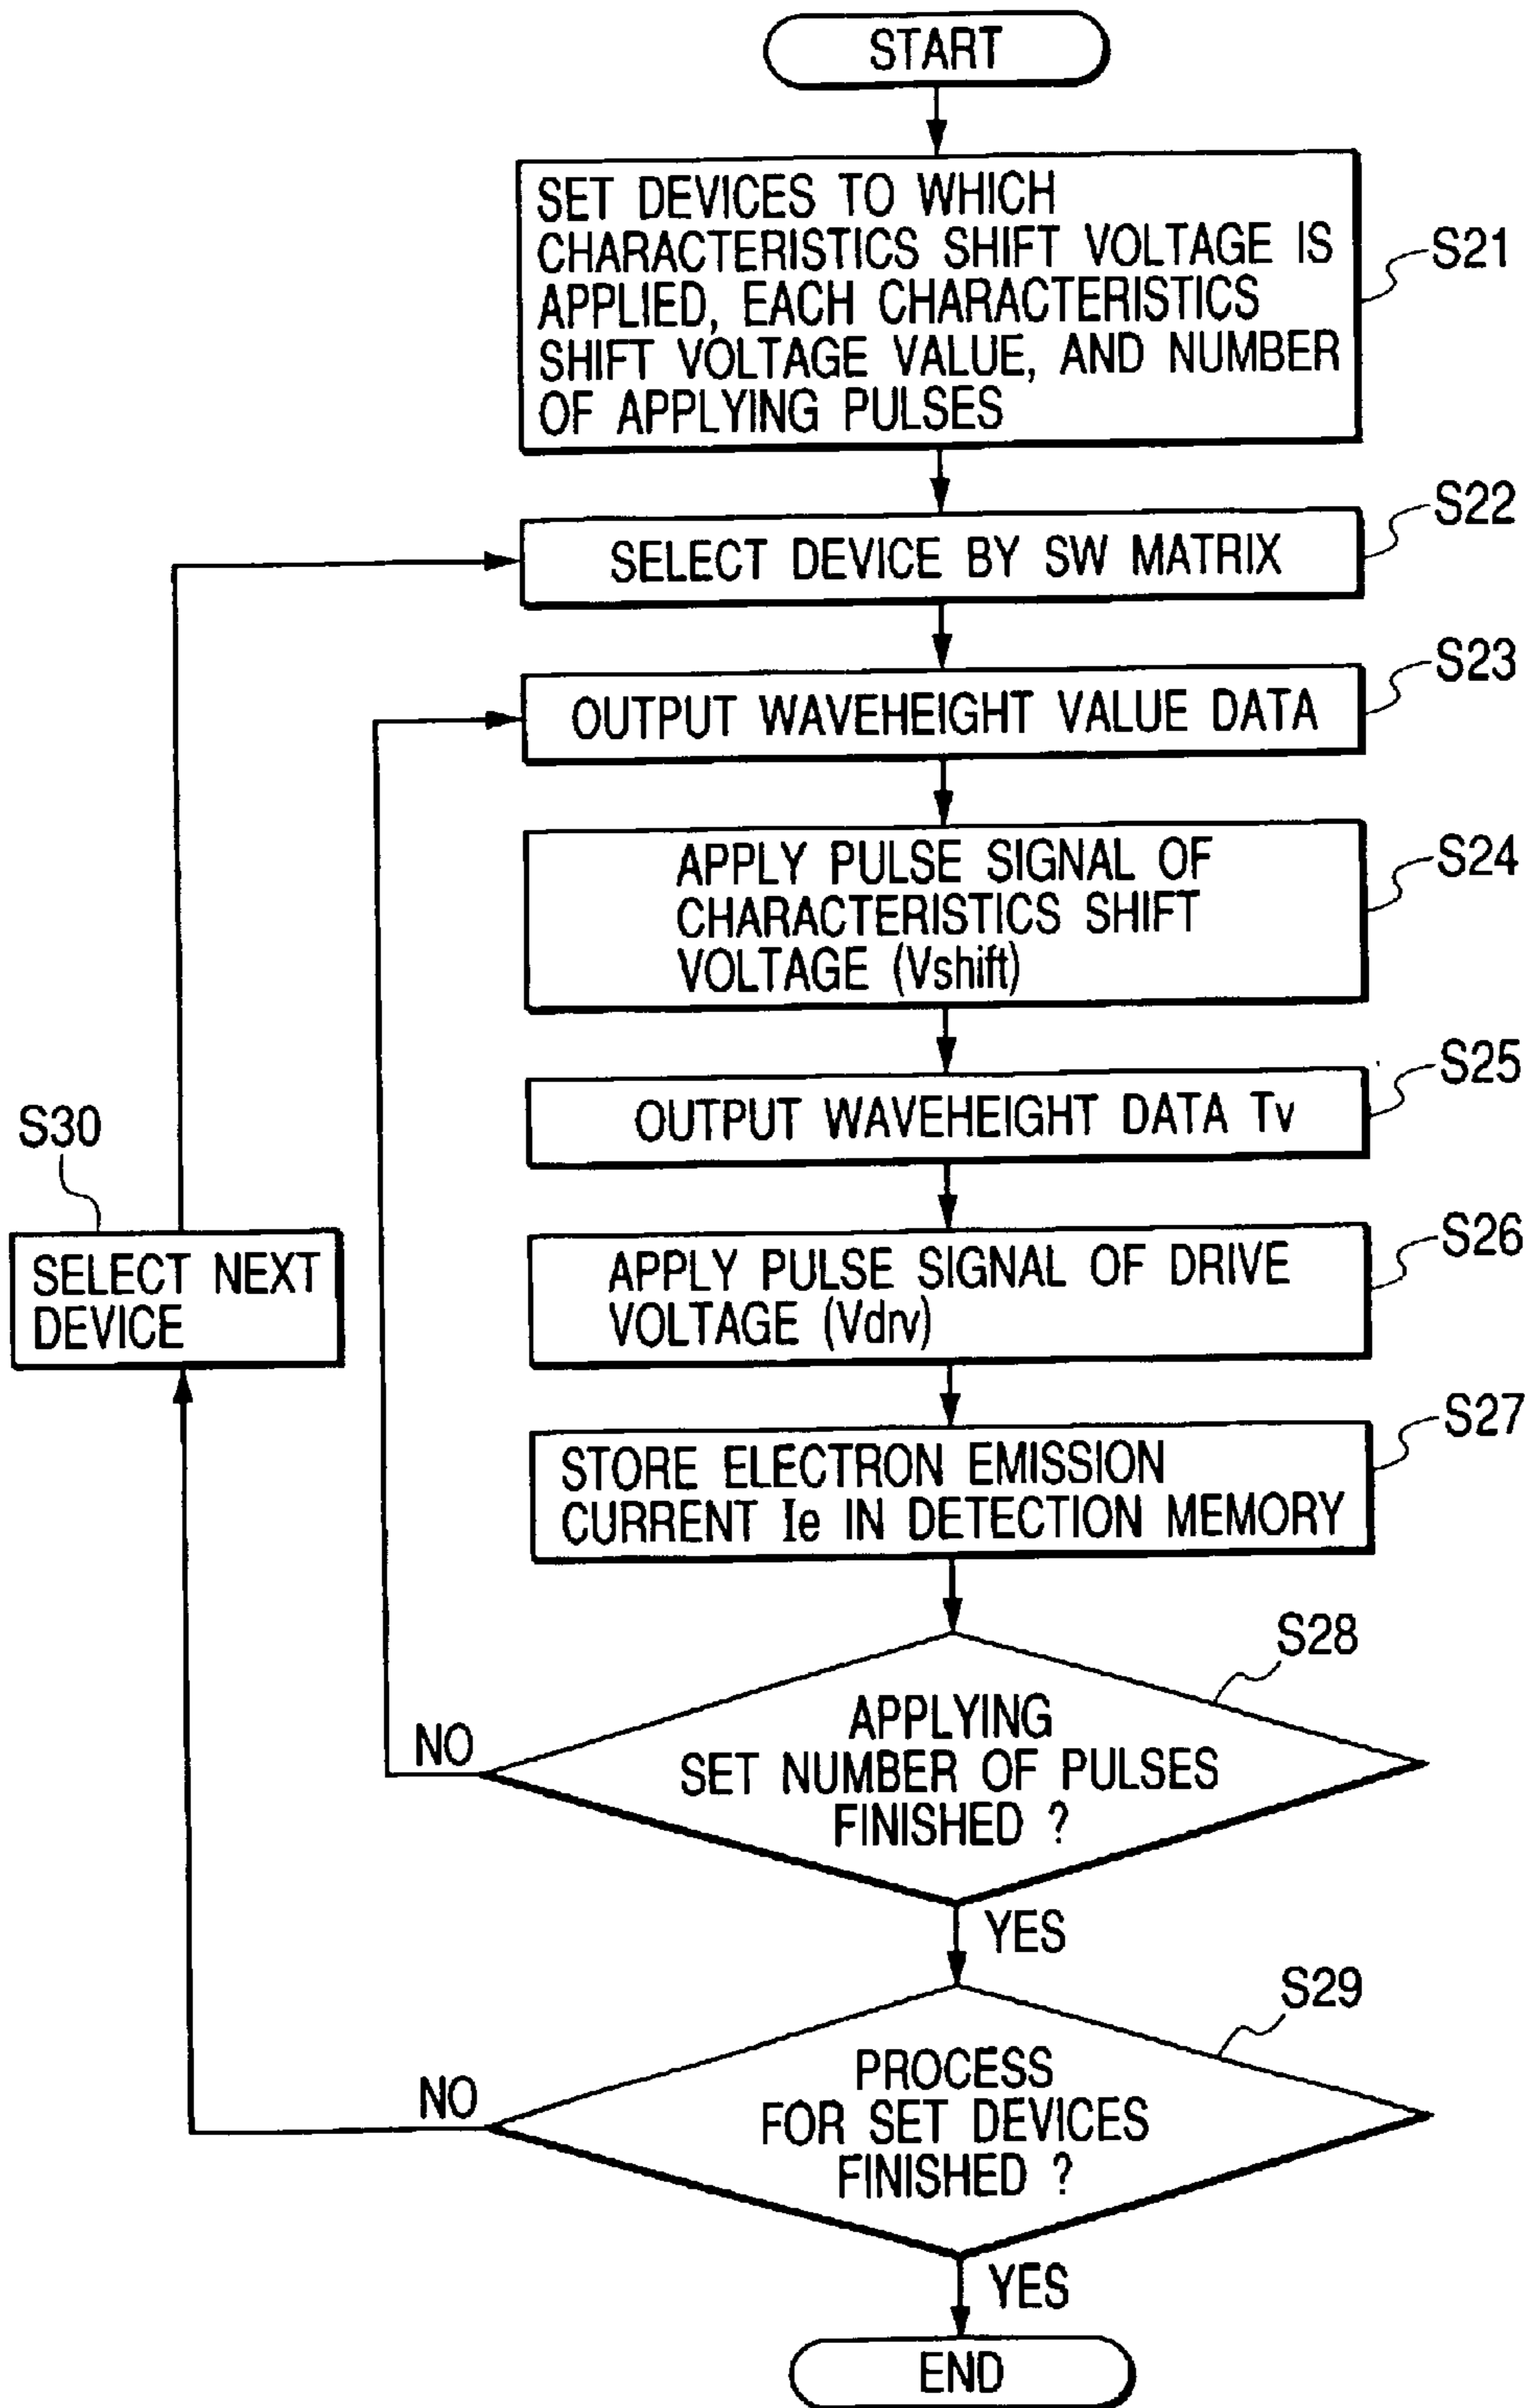 START
SET DEVICES TO WHICH
CHARACTERISTICS SHIFT VOLTAGE IS
APPLIED, EACH CHARACTERISTICS
SHIFT VOLTAGE VALUE, AND NUMBER
OF APPLYING PULSES
S21
SELECT DEVICE BY SW MATRIX
S22
OUTPUT WAVEHEIGHT VALUE DATA
S23
APPLY PULSE SIGNAL OF
CHARACTERISTICS SHIFT
VOLTAGE (Vshift)
S24
OUTPUT WAVEHEIGHT DATA Tv
S25
S30
SELECT NEXT
DEVICE
APPLY PULSE SIGNAL OF DRIVE
VOLTAGE (Vdrv)
S26
STORE ELECTRON EMISSION
CURRENT Ie IN DETECTION MEMORY
S27
APPLYING
SET NUMBER OF PULSES
FINISHED ?
S28
NO
YES
PROCESS
FOR SET DEVICES
FINISHED ?
S29
NO
YES
END